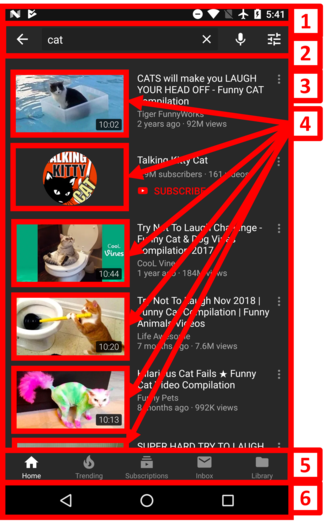 5:41
1
cat
2
3
CATS will make you LAUGH
YOUR HEAD OFF - Funny CAT
compilation
Tiger FunnyWorks
2 years ago · 92M views
10:02
4
TALKING
KITTY
CAT
Talking Kitty Cat
subscribers · 161 videos
SUBSCRIBE
Try Not To Laugh Challenge -
Funny Cat & Dog Vines
compilation 2017
CooL Vines
1 year ago · 184M views
CooL
Vines
10:44
Try Not To Laugh Nov 2018 |
Funny Cat Compilation | Funny
Animals Videos
Life Awesome
7 months ago · 7.6M views
10:20
Hilarious Cat Fails ★ Funny
Cat Video Compilation
Funny Pets
8 months ago · 992K views
10:13
SUPER HARD TRY TO LAUGH
Home
Trending
Subscriptions
Inbox
Library
5
6